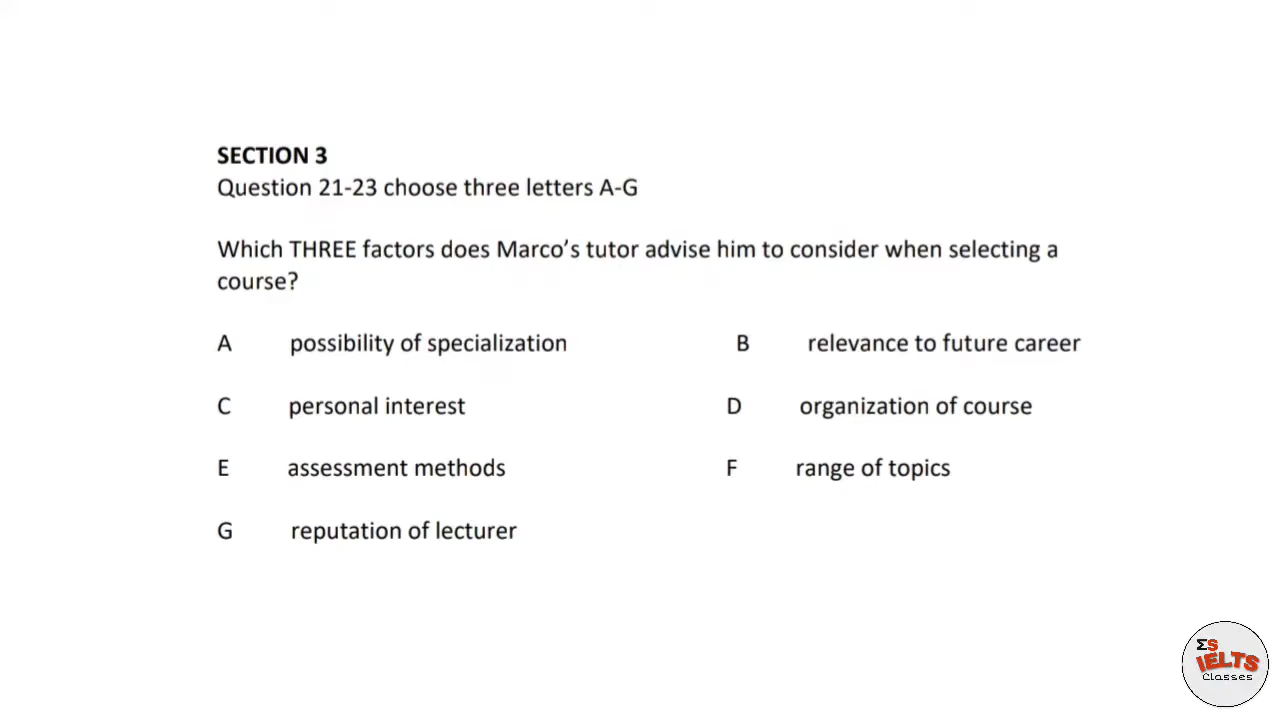 SECTION 3
Question 21-23 choose three letters A-G
Which THREE factors does Marco's tutor advise him to consider when selecting a
course?
A possibility of specialization B relevance to future career
C personal interest D organization of course
E assessment methods F range of topics
G reputation of lecturer
ΣS
IELTS
Classes